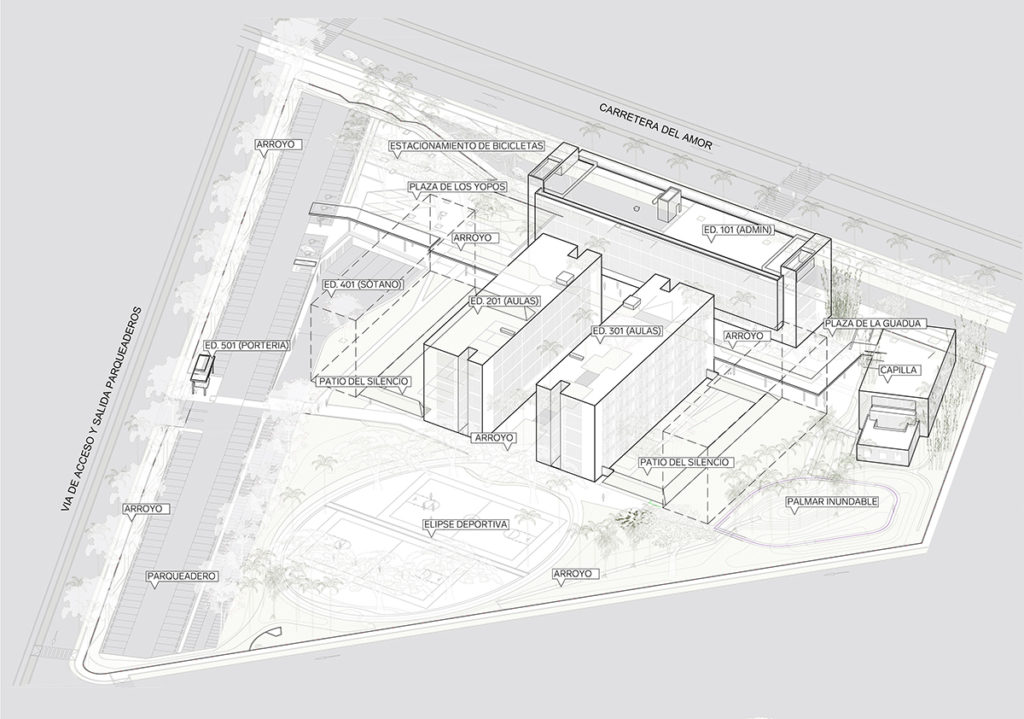 CARRETERA DEL AMOR
ARROYO
ESTACIONAMIENTO DE BICICLETAS
PLAZA DE LOS YOPOS
ED. 101 (ADMIN)
ARROYO
ED. 401 (SOTANO)
ED. 201 (AULAS)
PLAZA DE LA GUADUA
ED. 301 (AULAS)
ARROYO
ED. 501 (PORTERIA)
CAPILLA
VIA DE ACCESO Y SALIDA PARQUEADEROS
PATIO DEL SILENCIO
ARROYO
PATIO DEL SILENCIO
PALMAR INUNDABLE
ARROYO
ELIPSE DEPORTIVA
PARQUEADERO
ARROYO